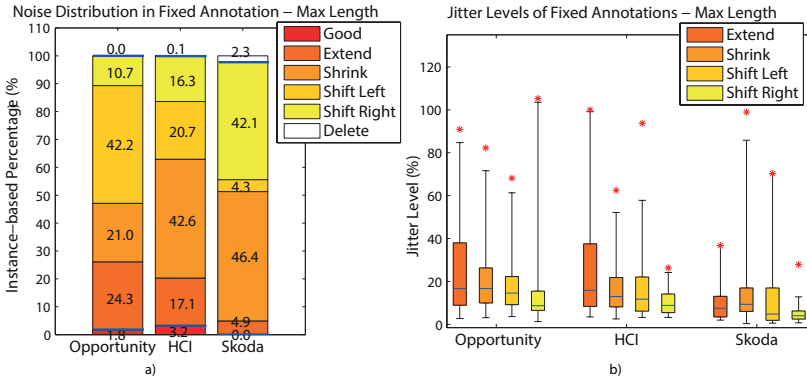 Noise Distribution in Fixed Annotation – Max Length
Instance–based Percentage (%
110
100
90
80
70
60
50
40
30
20
10
0
0.0
10.7
42.2
21.0
24.3
1.8
0.1
16.3
20.7
42.6
17.1
3.2
2.3
42.1
4.3
46.4
4.9
0.0
Good
Extend
Shrink
Shift Left
Shift Right
Delete
Opportunity HCI Skoda
a)
Jitter Levels of Fixed Annotations – Max Length
Jitter Level (%)
120
100
80
60
40
20
0
Extend
Shrink
Shift Left
Shift Right
Opportunity HCI Skoda
b)